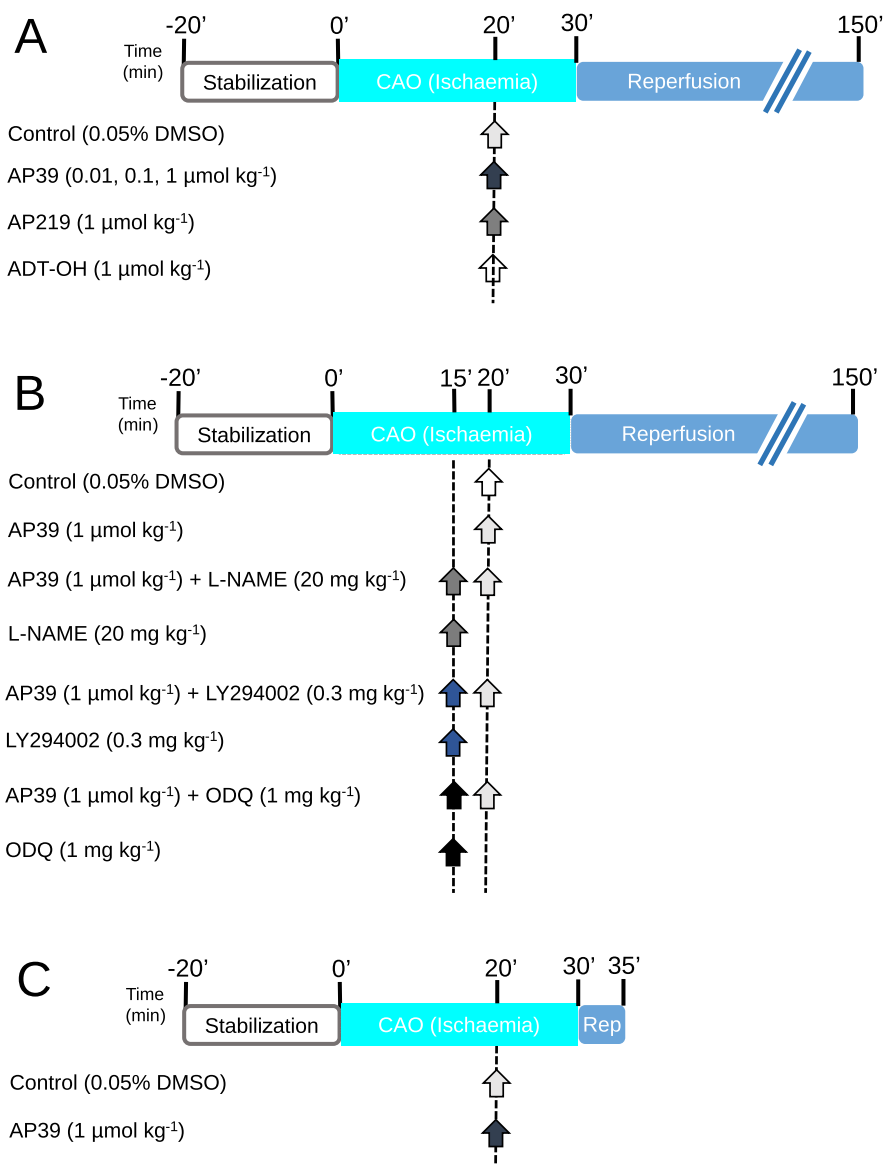 A
-20’ 0’ 20’ 30’ 150’
Time
(min)
Stabilization CAO (Ischaemia) Reperfusion
Control (0.05% DMSO)
AP39 (0.01, 0.1, 1 µmol kg-1)
AP219 (1 µmol kg-1)
ADT-OH (1 µmol kg-1)
B
-20’ 0’ 15’ 20’ 30’ 150’
Time
(min)
Stabilization CAO (Ischaemia) Reperfusion
Control (0.05% DMSO)
AP39 (1 µmol kg-1)
AP39 (1 µmol kg-1) + L-NAME (20 mg kg-1)
L-NAME (20 mg kg-1)
AP39 (1 µmol kg-1) + LY294002 (0.3 mg kg-1)
LY294002 (0.3 mg kg-1)
AP39 (1 µmol kg-1) + ODQ (1 mg kg-1)
ODQ (1 mg kg-1)
C
-20’ 0’ 20’ 30’ 35’
Time
(min)
Stabilization CAO (Ischaemia) Rep
Control (0.05% DMSO)
AP39 (1 µmol kg-1)